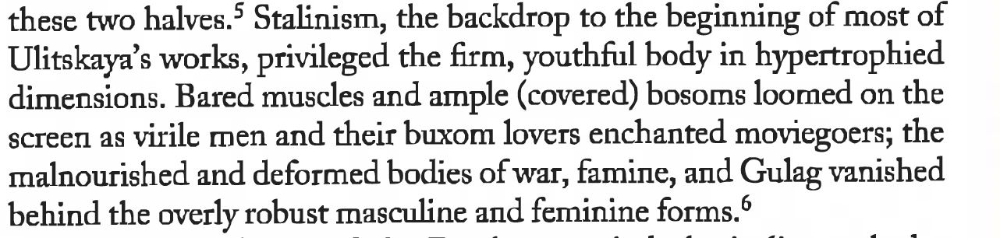 these two halves.⁵ Stalinism, the backdrop to the beginning of most of
Ulitskaya’s works, privileged the firm, youthful body in hypertrophied
dimensions. Bared muscles and ample (covered) bosoms loomed on the
screen as virile men and their buxom lovers enchanted moviegoers; the
malnourished and deformed bodies of war, famine, and Gulag vanished
behind the overly robust masculine and feminine forms.⁶